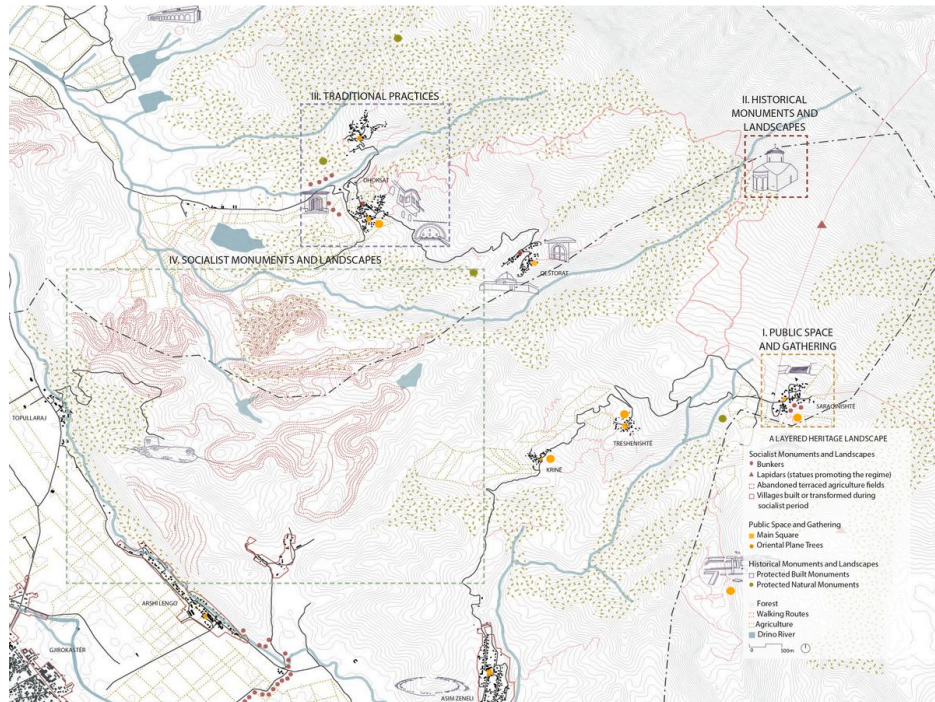 III. TRADITIONAL PRACTICES
II. HISTORICAL
MONUMENTS AND
LANDSCAPES
DHOKSAT
IV. SOCIALIST MONUMENTS AND LANDSCAPES
QESTORAT
I. PUBLIC SPACE
AND GATHERING
TOPULLARAJ
SARAQINISHTË
TRESHENISHTË
KRINË
A LAYERED HERITAGE LANDSCAPE
Socialist Monuments and Landscapes
Bunkers
Lapidars (statues promoting the regime)
Abandoned terraced agriculture fields
Villages built or transformed during
socialist period
Public Space and Gathering
Main Square
Oriental Plane Trees
Historical Monuments and Landscapes
Protected Built Monuments
Protected Natural Monuments
Forest
Walking Routes
Agriculture
Drino River
0 500m
ARSHI LENGO
GJIROKASTËR
ASIM ZENELI